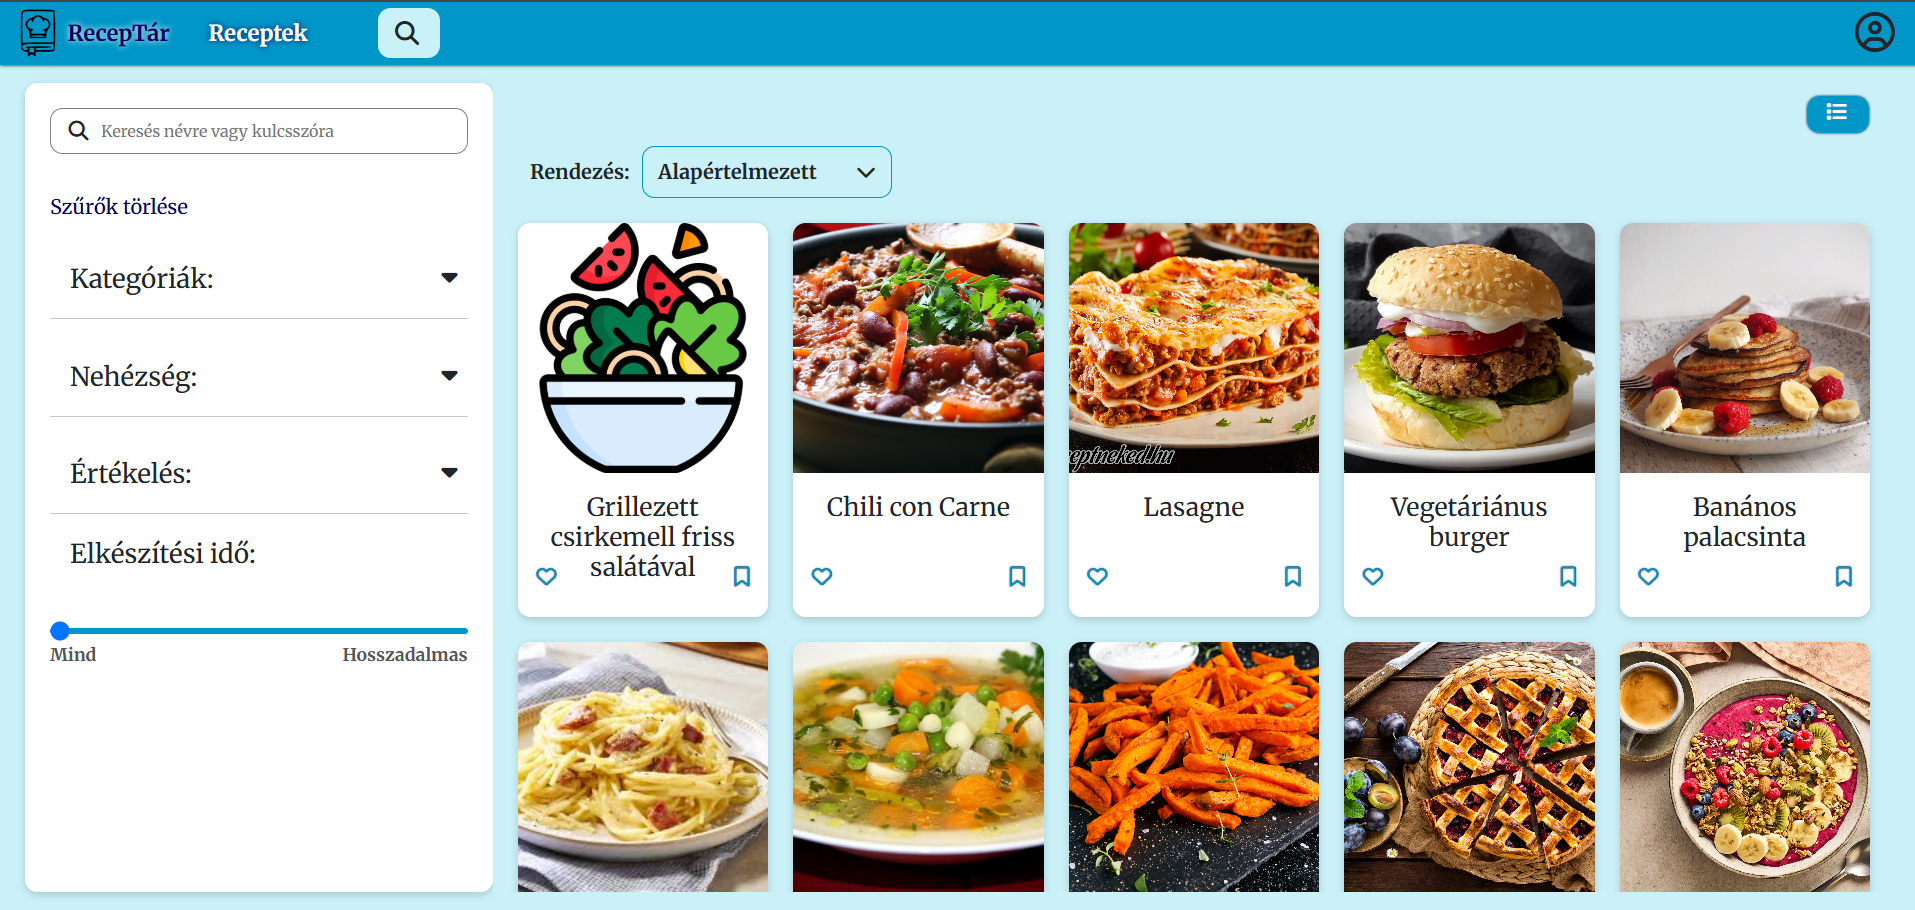 RecepTár
Receptek
Keresés névre vagy kulcsszóra
Szűrők törlése
Kategóriák:
Nehézség:
Értékelés:
Elkészítési idő:
Mind
Hosszadalmas
Rendezés:
Alapértelmezett
Grillezett
csirkemell friss
salátával
Chili con Carne
eptneked.hu
Lasagne
Vegetáriánus
burger
Banános
palacsinta